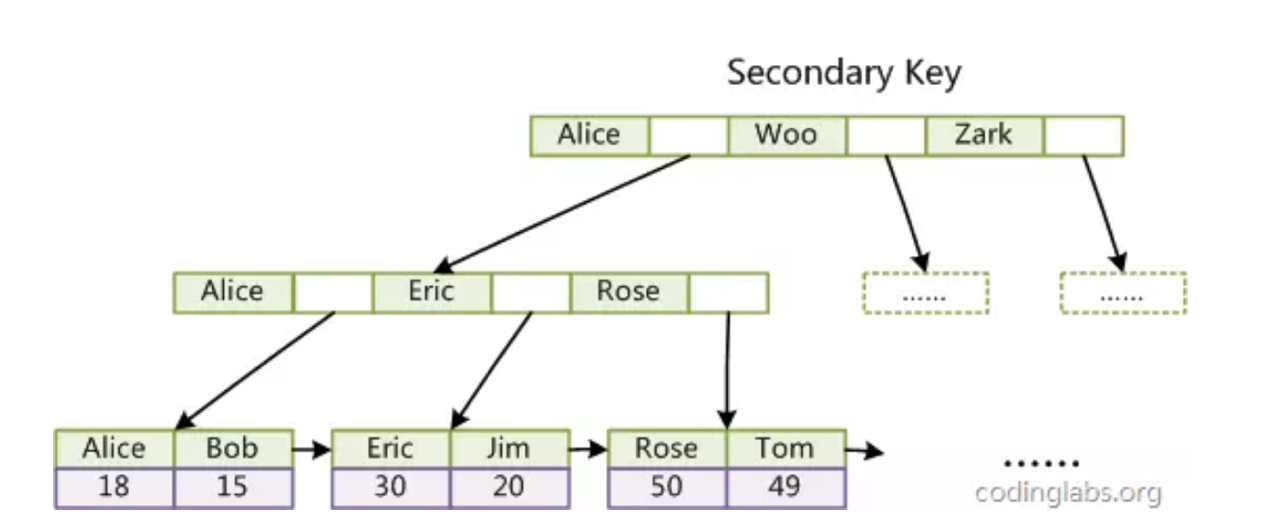 Secondary Key
Alice Woo Zark
Alice Eric Rose
...... ......
Alice Bob Eric Jim Rose Tom
18 15 30 20 50 49
......
codinglabs.org